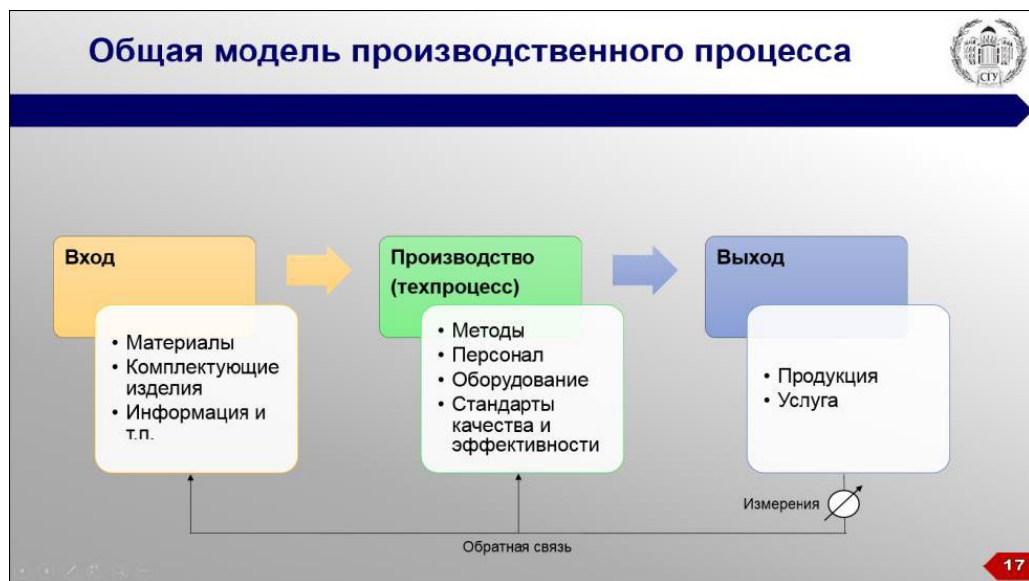 Общая модель производственного процесса
СГУ
Вход
• Материалы
• Комплектующие
изделия
• Информация и
т.п.
Производство
(техпроцесс)
• Методы
• Персонал
• Оборудование
• Стандарты
качества и
эффективности
Выход
• Продукция
• Услуга
Измерения
Обратная связь
17